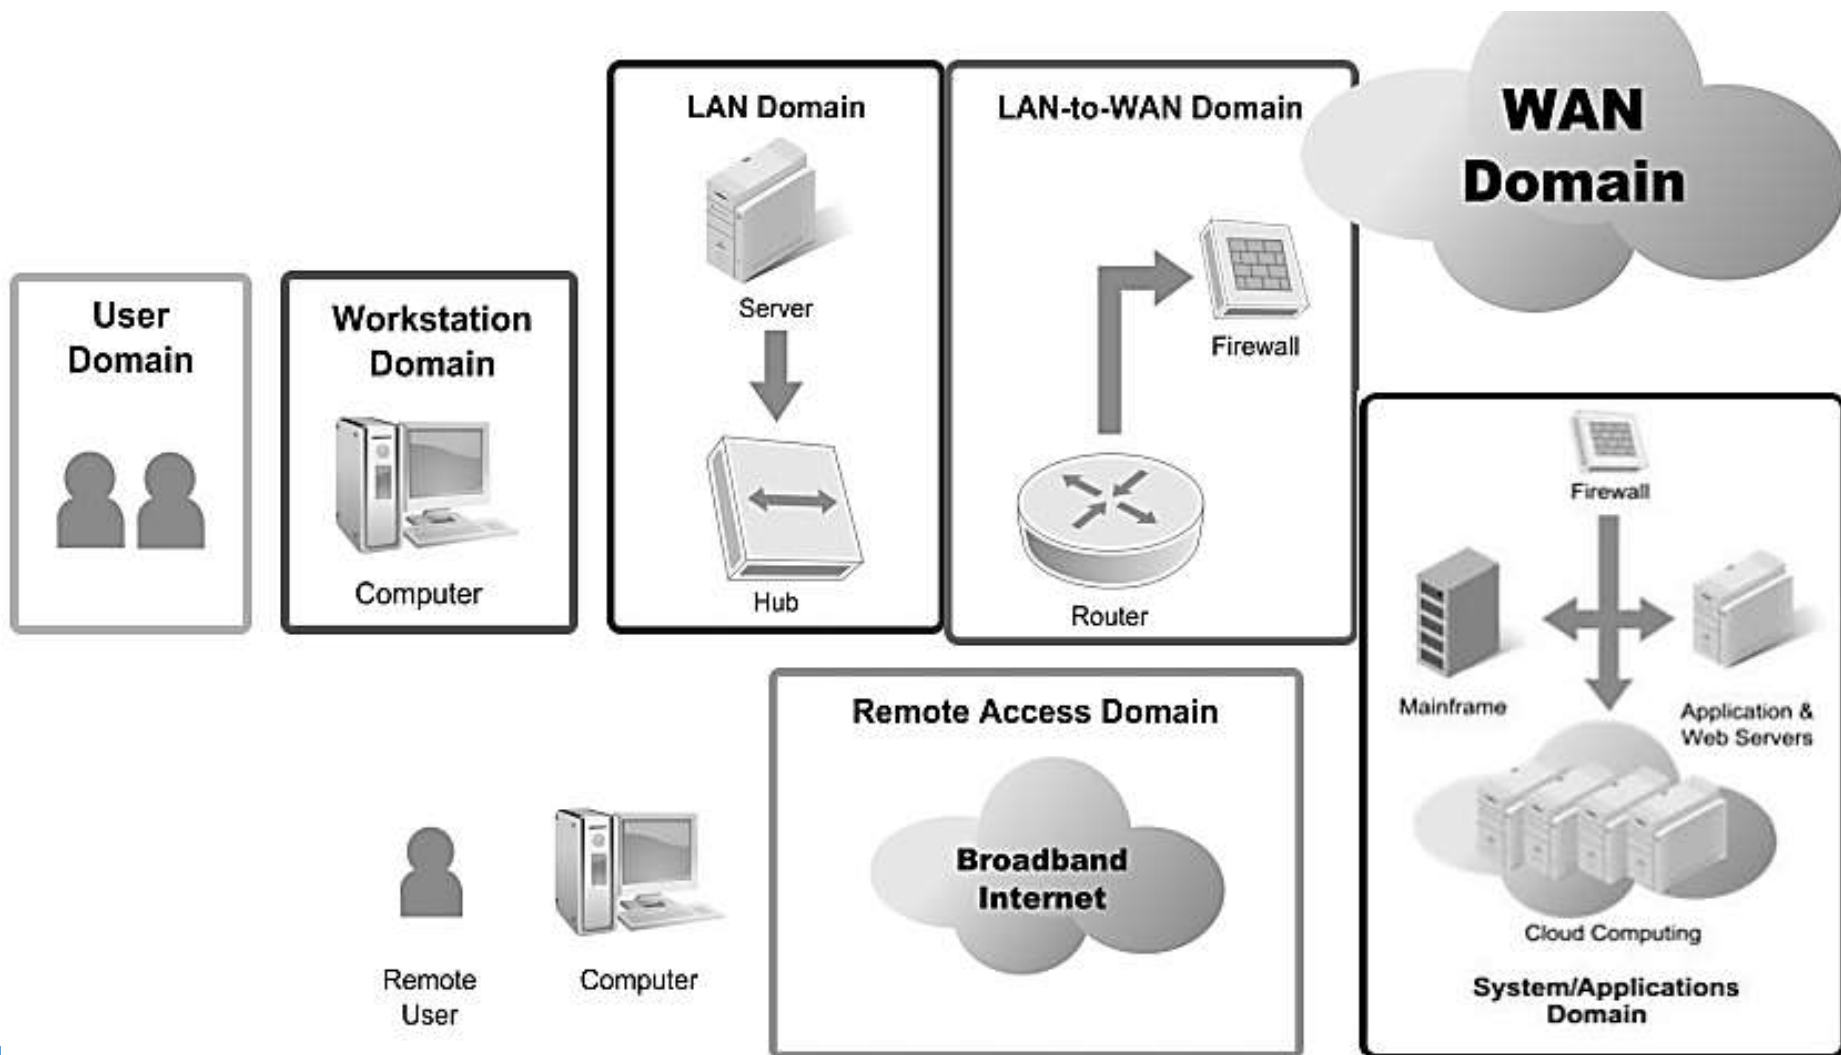 LAN Domain
Server
Hub
LAN-to-WAN Domain
Firewall
Router
WAN
Domain
User
Domain
Workstation
Domain
Computer
Firewall
Mainframe
Application &
Web Servers
Cloud Computing
System/Applications
Domain
Remote Access Domain
Broadband
Internet
Remote
User
Computer